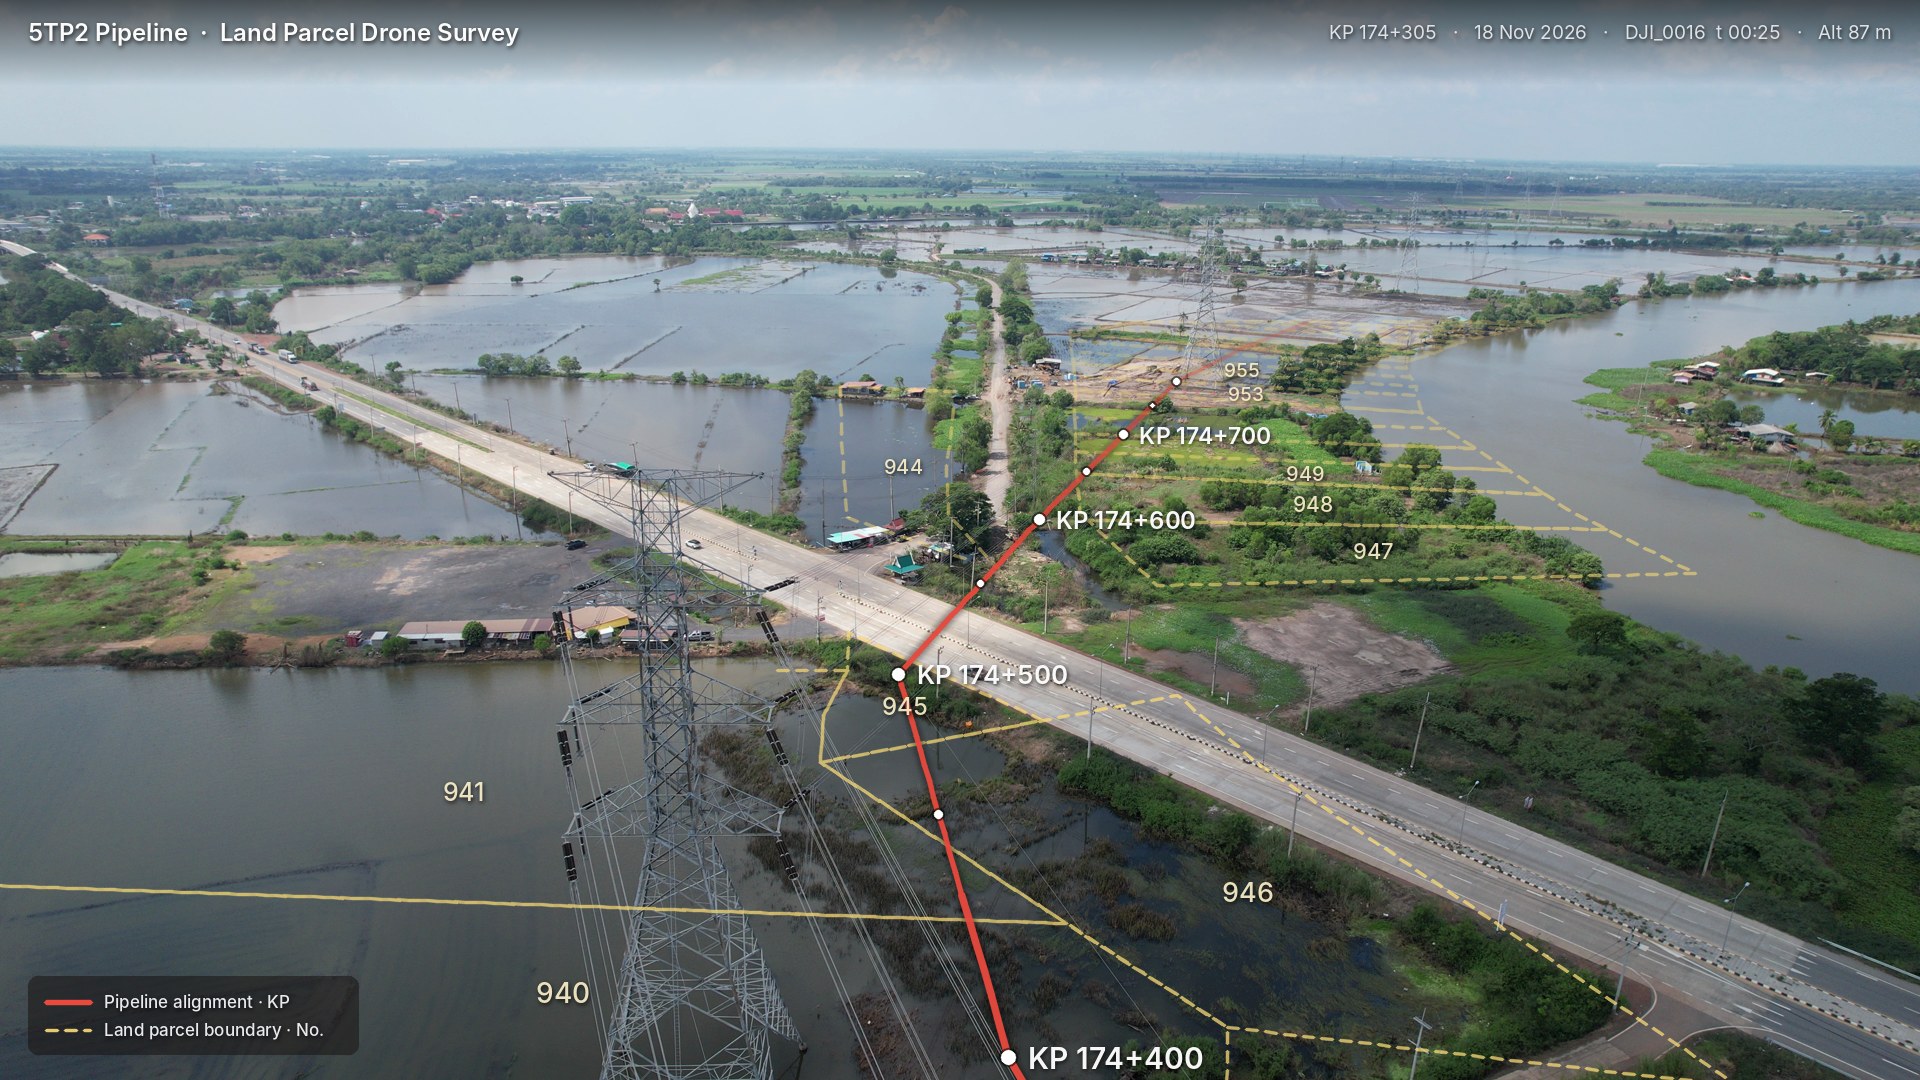 5TP2 Pipeline · Land Parcel Drone Survey
KP 174+305 · 18 Nov 2026 · DJI_0016 t 00:25 · Alt 87 m
955
953
KP 174+700
944
949
948
KP 174+600
947
KP 174+500
945
941
946
940
KP 174+400
Pipeline alignment · KP
Land parcel boundary · No.